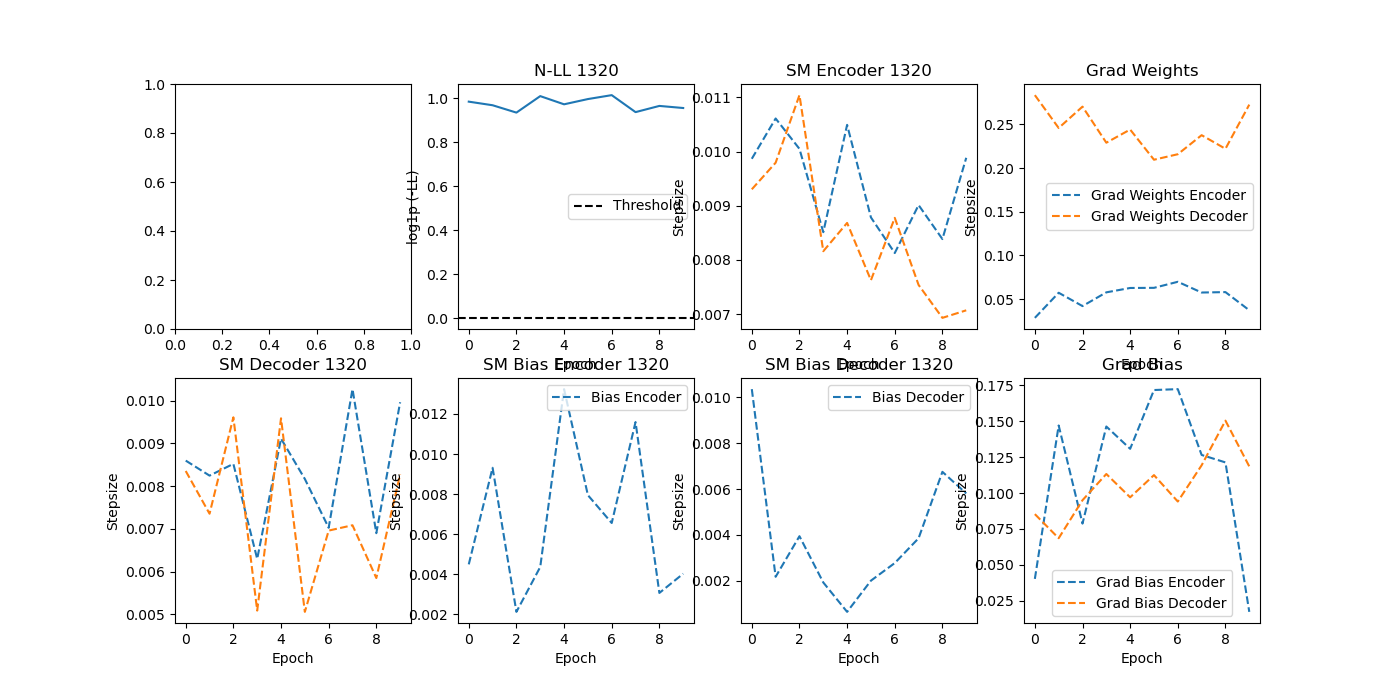 N-LL 1320
SM Encoder 1320
Grad Weights
1.0
0.8
0.6
0.4
0.2
0.0
0.0 0.2 0.4 0.6 0.8 1.0
log1p (-LL)
1.0
0.8
0.6
0.4
0.2
0.0
Threshold
0 2 4 6 8
Epoch
Stepsize
0.011
0.010
0.009
0.008
0.007
0 2 4 6 8
Epoch
Stepsize
0.25
0.20
0.15
0.10
0.05
Grad Weights Encoder
Grad Weights Decoder
0 2 4 6 8
Epoch
SM Decoder 1320
SM Bias Encoder 1320
SM Bias Decoder 1320
Grad Bias
Stepsize
0.010
0.009
0.008
0.007
0.006
0.005
0 2 4 6 8
Epoch
Stepsize
0.012
0.010
0.008
0.006
0.004
0.002
Bias Encoder
0 2 4 6 8
Epoch
Stepsize
0.010
0.008
0.006
0.004
0.002
Bias Decoder
0 2 4 6 8
Epoch
Stepsize
0.175
0.150
0.125
0.100
0.075
0.050
0.025
Grad Bias Encoder
Grad Bias Decoder
0 2 4 6 8
Epoch